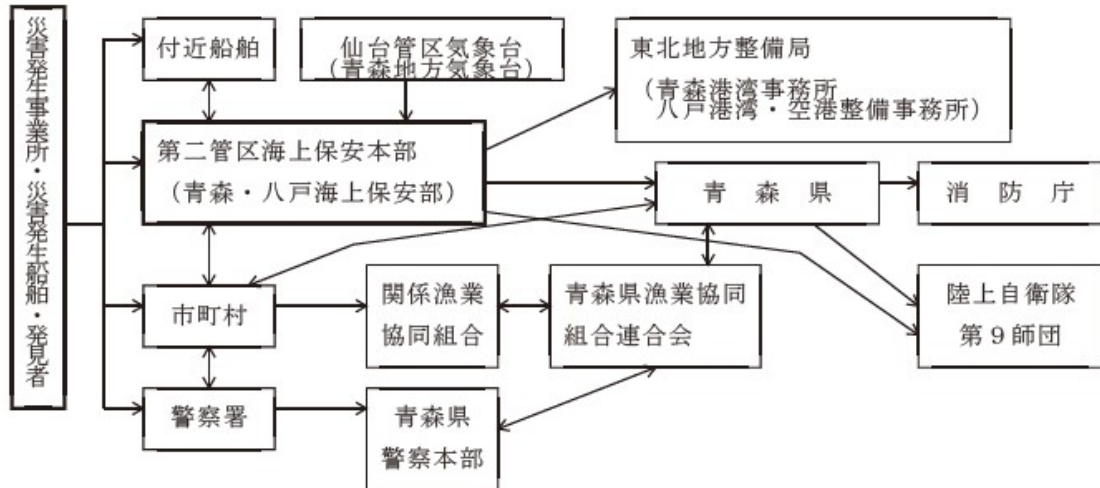 災害発生事業所・災害発生船舶・発見者
付近船舶
仙台管区気象台
(青森地方気象台)
東北地方整備局
(青森港湾事務所
八戸港湾・空港整備事務所)
第二管区海上保安本部
(青森・八戸海上保安部)
青森県
消防庁
市町村
関係漁業
協同組合
青森県漁業協同
組合連合会
陸上自衛隊
第9師団
警察署
青森県
警察本部